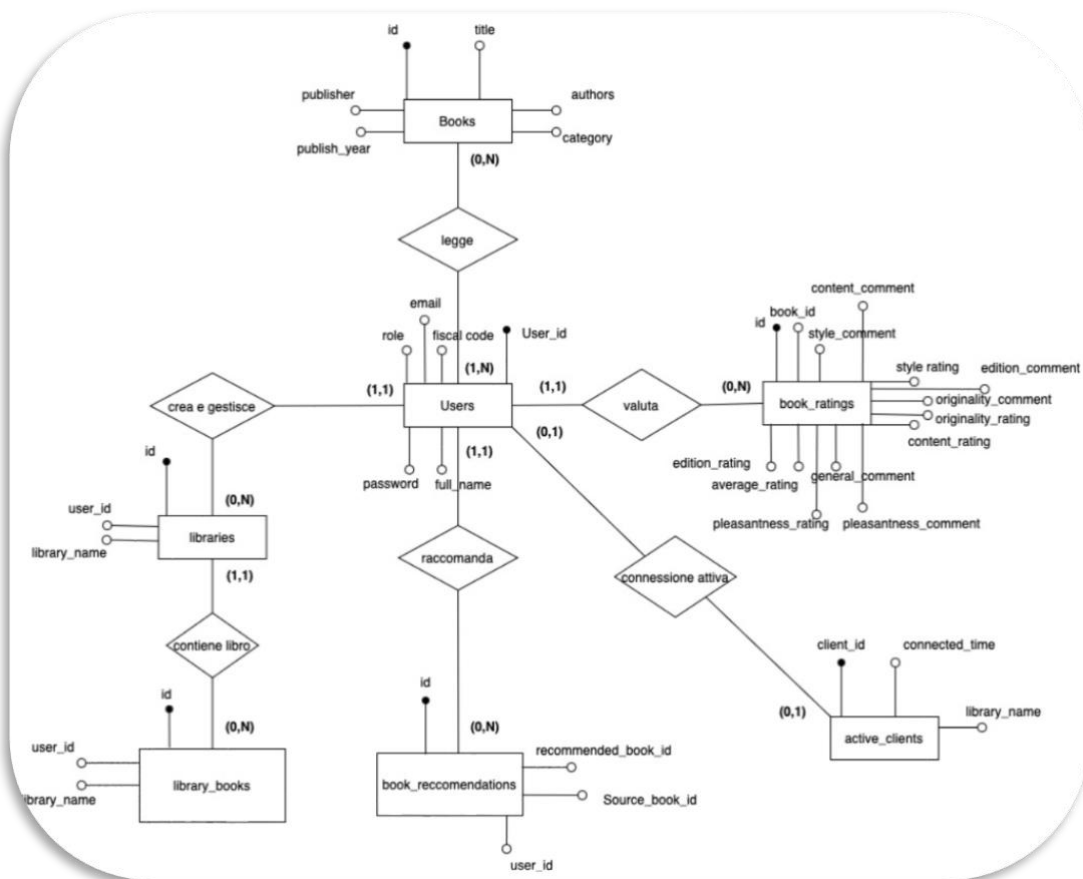 id
title
publisher
authors
Books
publish_year
category
(0,N)
legge
content_comment
email
book_id
id
role
fiscal code
User_id
style_comment
style rating
edition_comment
(1,1)
(1,N)
(1,1)
(0,N)
crea e gestisce
Users
valuta
book_ratings
originality_comment
originality_rating
(0,1)
content_rating
id
(1,1)
edition_rating
general_comment
password
full_name
average_rating
user_id
(0,N)
pleasantness_rating
pleasantness_comment
libraries
library_name
raccomanda
(1,1)
connessione attiva
contiene libro
client_id
connected_time
id
id
(0,N)
(0,N)
(0,1)
library_name
user_id
recommended_book_id
active_clients
library_books
book_reccomendations
library_name
Source_book_id
user_id